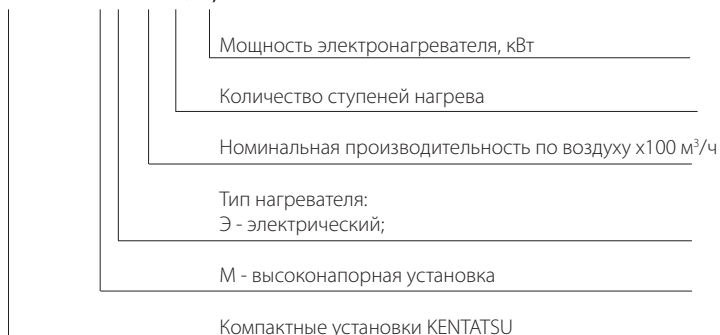 Мощность электронагревателя, кВт
Количество ступеней нагрева
Номинальная производительность по воздуху х100 м³/ч
Тип нагревателя:
Э - электрический;
М - высоконапорная установка
Компактные установки KENTATSU